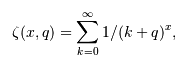 ζ(x, q) = ∑_{k=0}^{∞} 1/(k + q)^x,